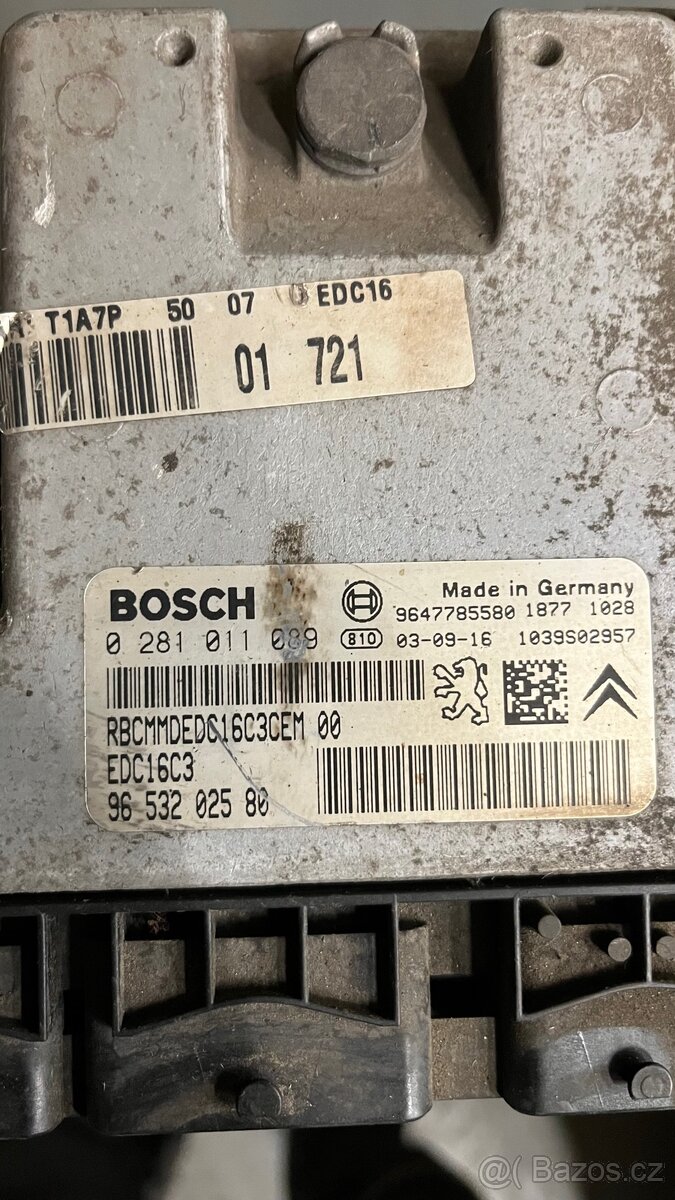 T1A7P 50 07 EDC16
01 721
BOSCH
Made in Germany
9647785580 1877 1028
0 281 011 089 810 03-09-16 1039S02957
RBCMMDEDC16C3CEM 00
EDC16C3
96 532 025 80
@( Bazos.cz